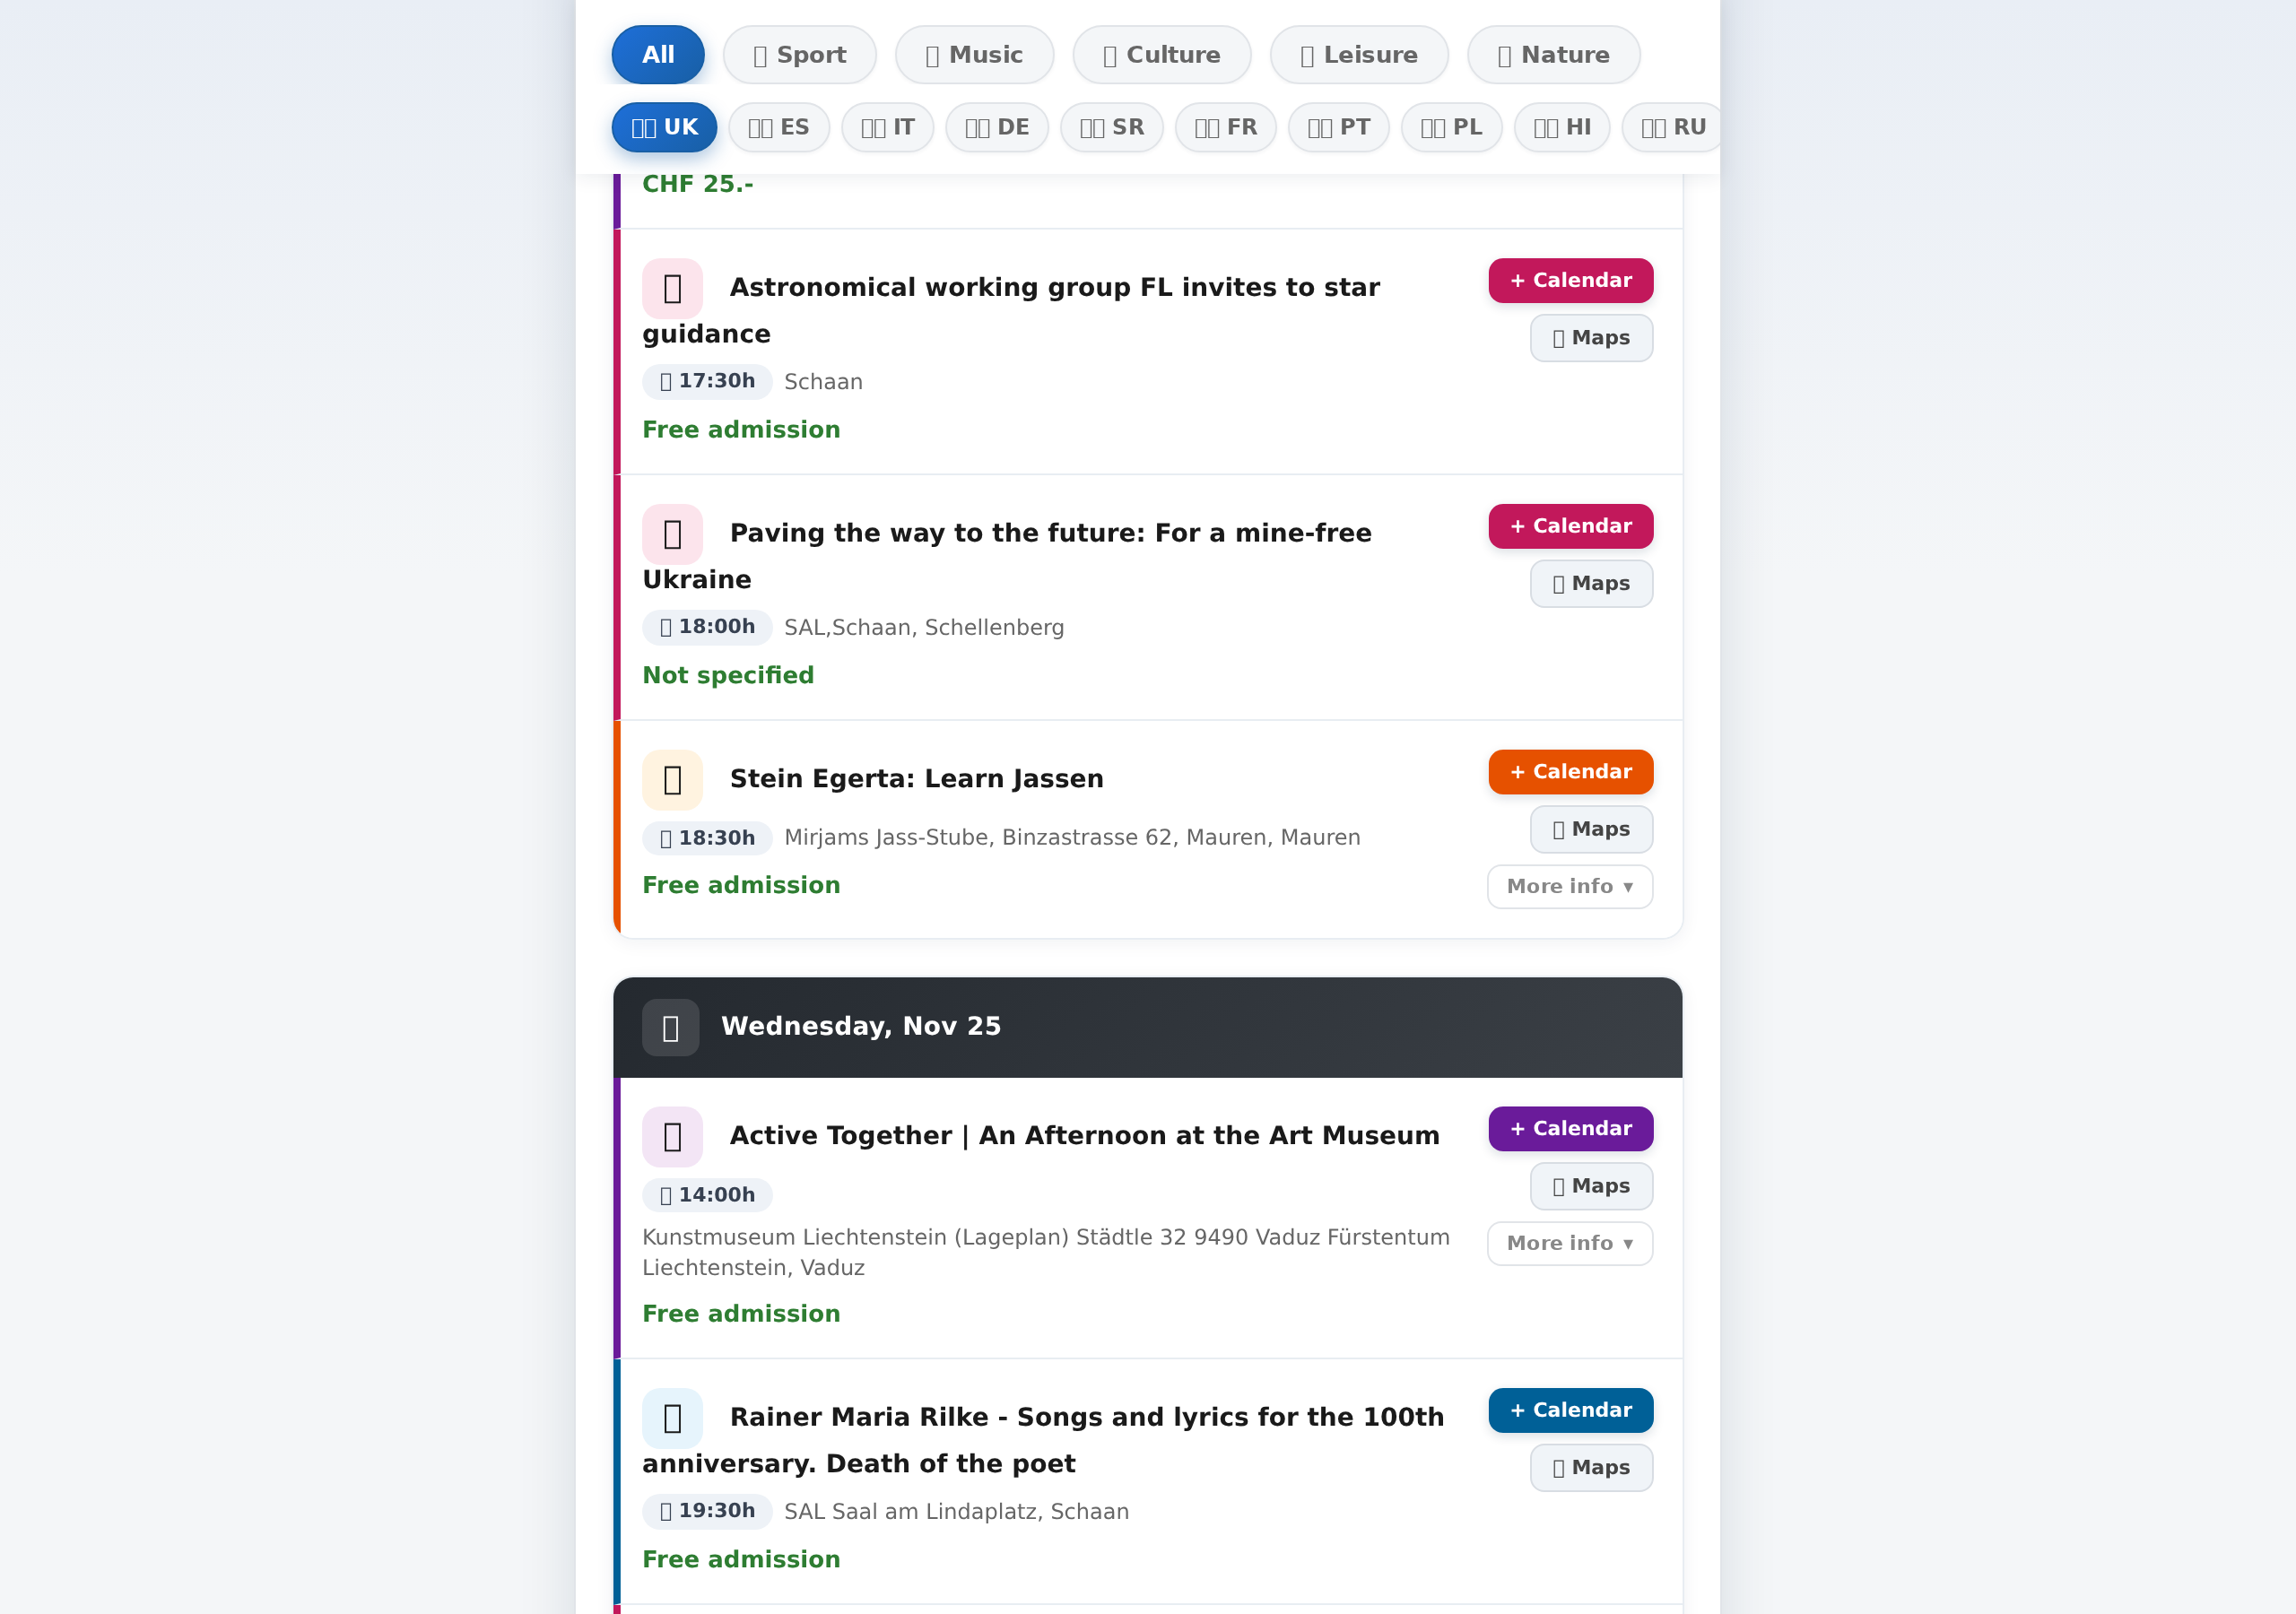 All
Sport
Music
Culture
Leisure
Nature
UK
ES
IT
DE
SR
FR
PT
PL
HI
RU
CHF 25.-
Astronomical working group FL invites to star
guidance
+ Calendar
Maps
17:30h Schaan
Free admission
Paving the way to the future: For a mine-free
Ukraine
+ Calendar
Maps
18:00h SAL,Schaan, Schellenberg
Not specified
Stein Egerta: Learn Jassen
+ Calendar
Maps
18:30h Mirjams Jass-Stube, Binzastrasse 62, Mauren, Mauren
Free admission
More info ▾
Wednesday, Nov 25
Active Together | An Afternoon at the Art Museum
+ Calendar
Maps
14:00h
Kunstmuseum Liechtenstein (Lageplan) Städtle 32 9490 Vaduz Fürstentum
Liechtenstein, Vaduz
More info ▾
Free admission
Rainer Maria Rilke - Songs and lyrics for the 100th
anniversary. Death of the poet
+ Calendar
Maps
19:30h SAL Saal am Lindaplatz, Schaan
Free admission